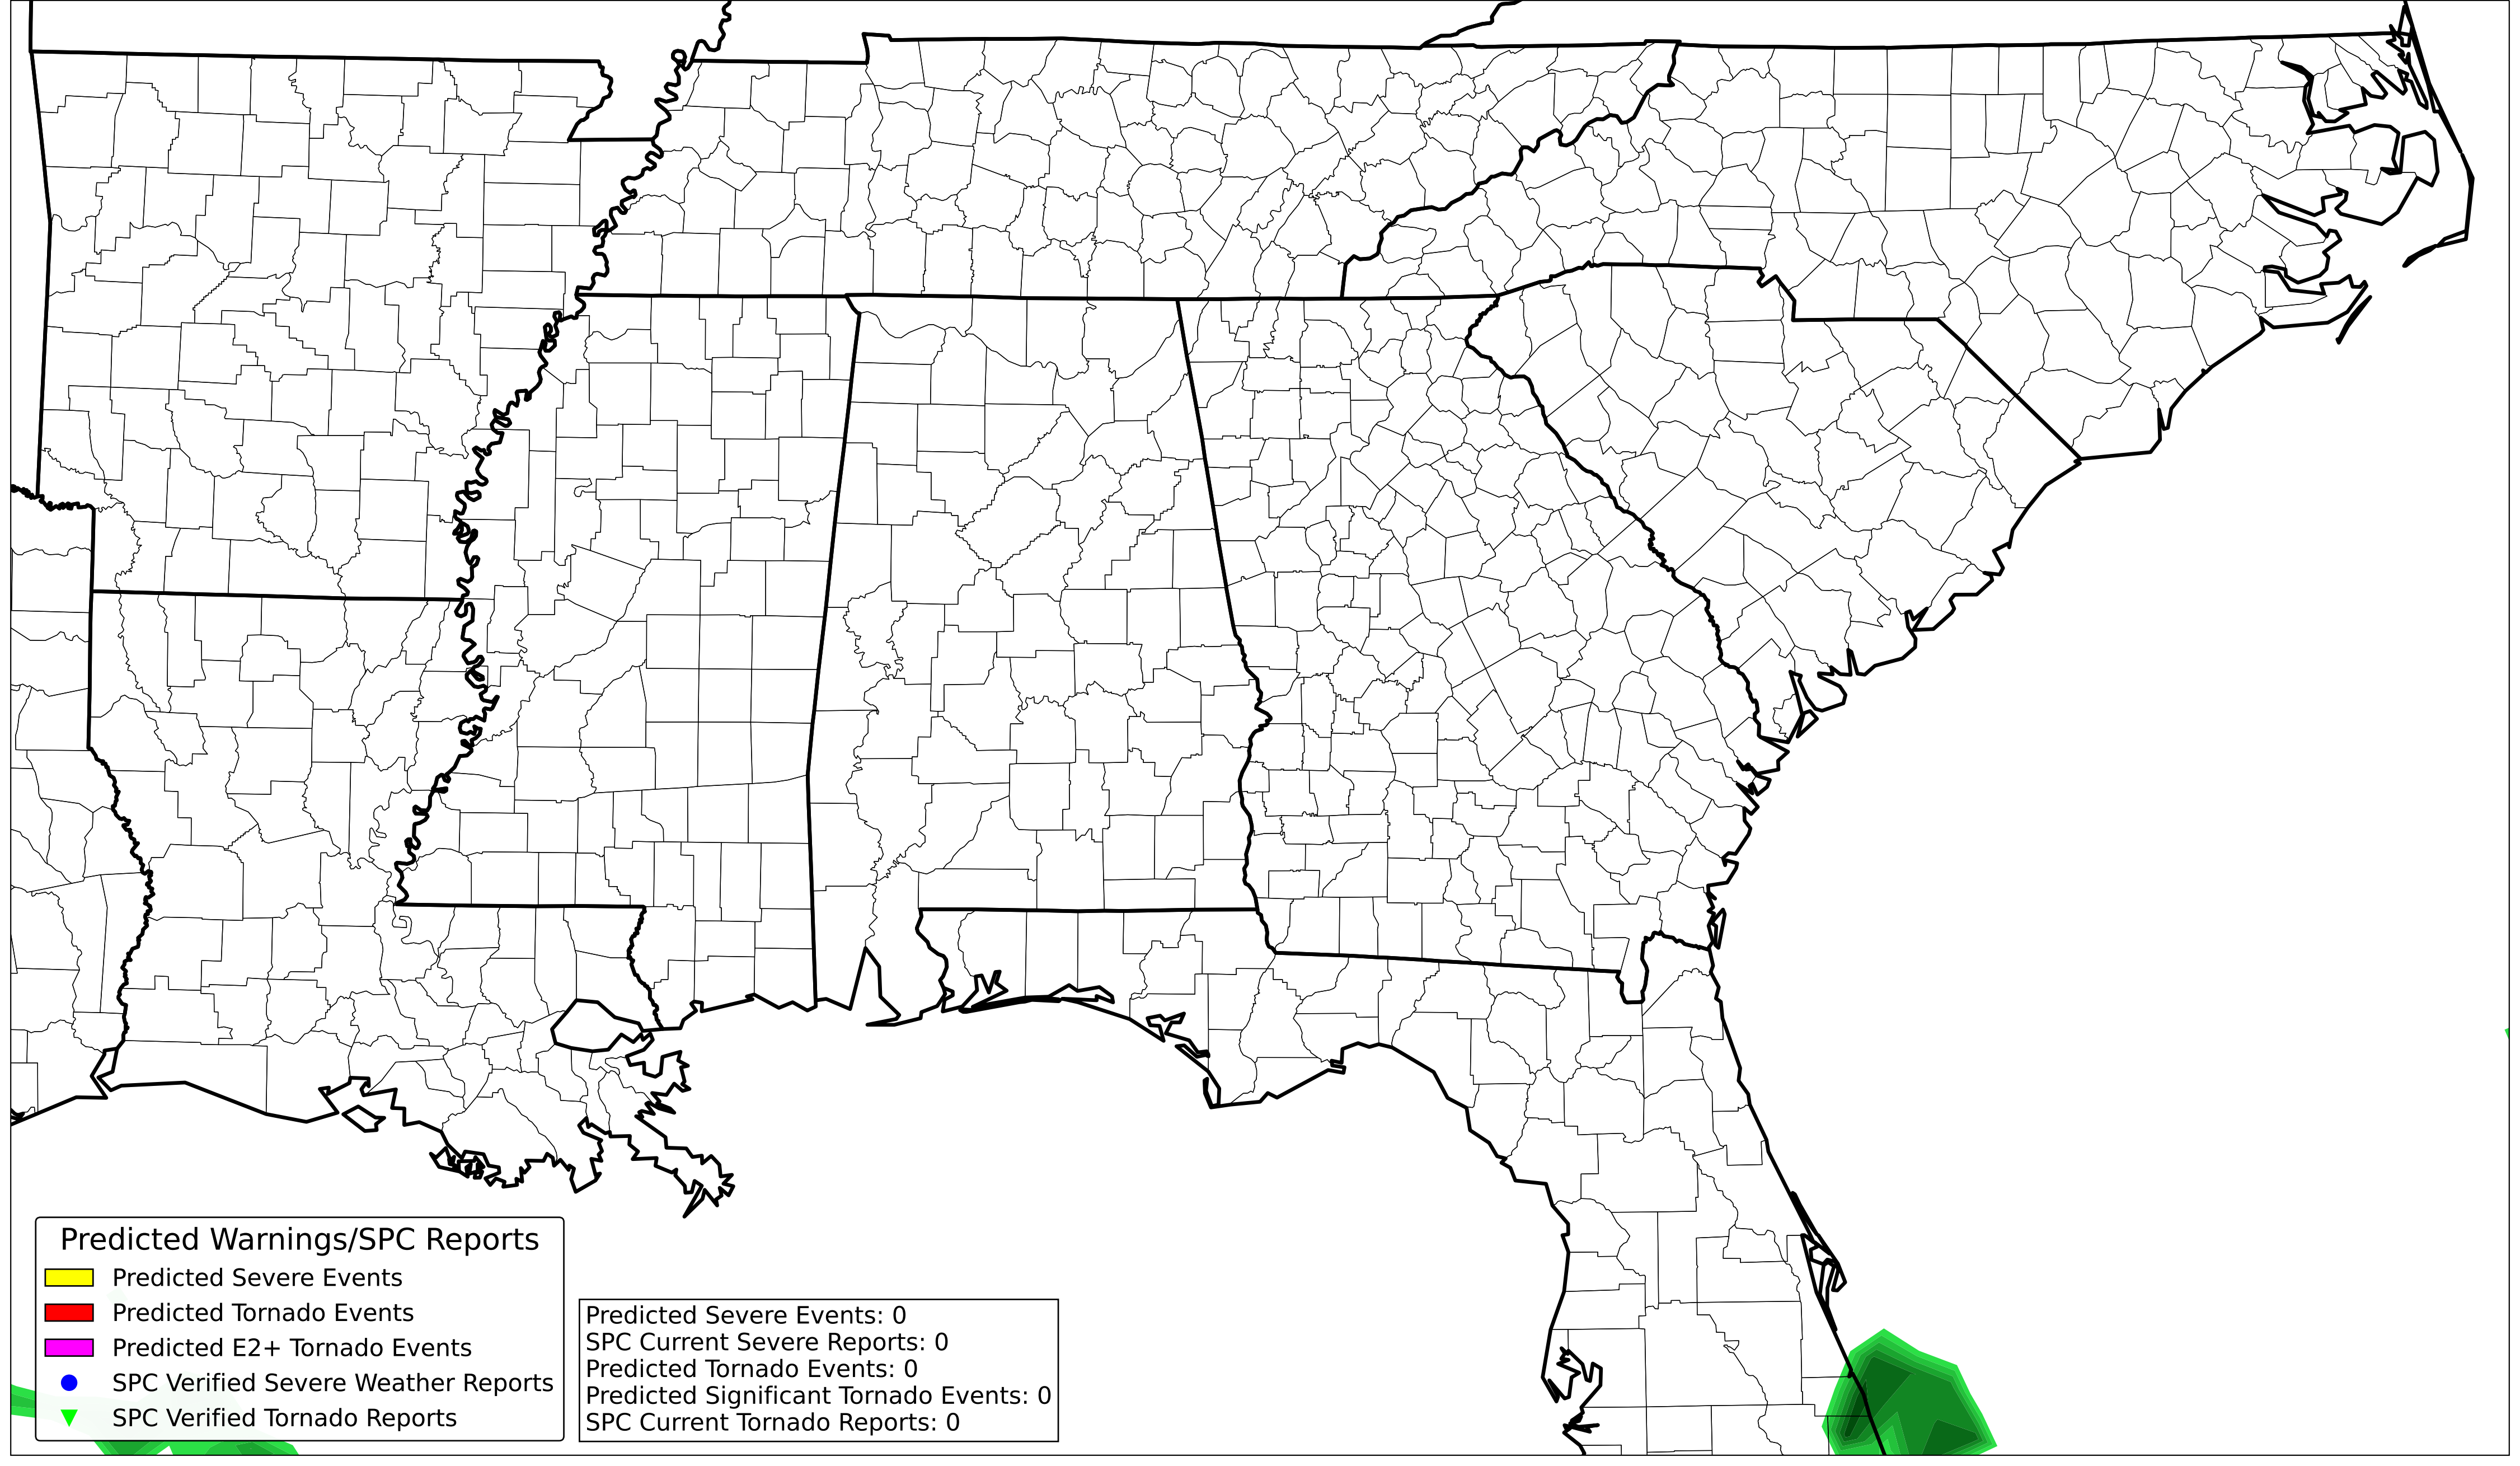 Predicted Warnings/SPC Reports
Predicted Severe Events
Predicted Tornado Events
Predicted E2+ Tornado Events
SPC Verified Severe Weather Reports
SPC Verified Tornado Reports
Predicted Severe Events: 0
SPC Current Severe Reports: 0
Predicted Tornado Events: 0
Predicted Significant Tornado Events: 0
SPC Current Tornado Reports: 0